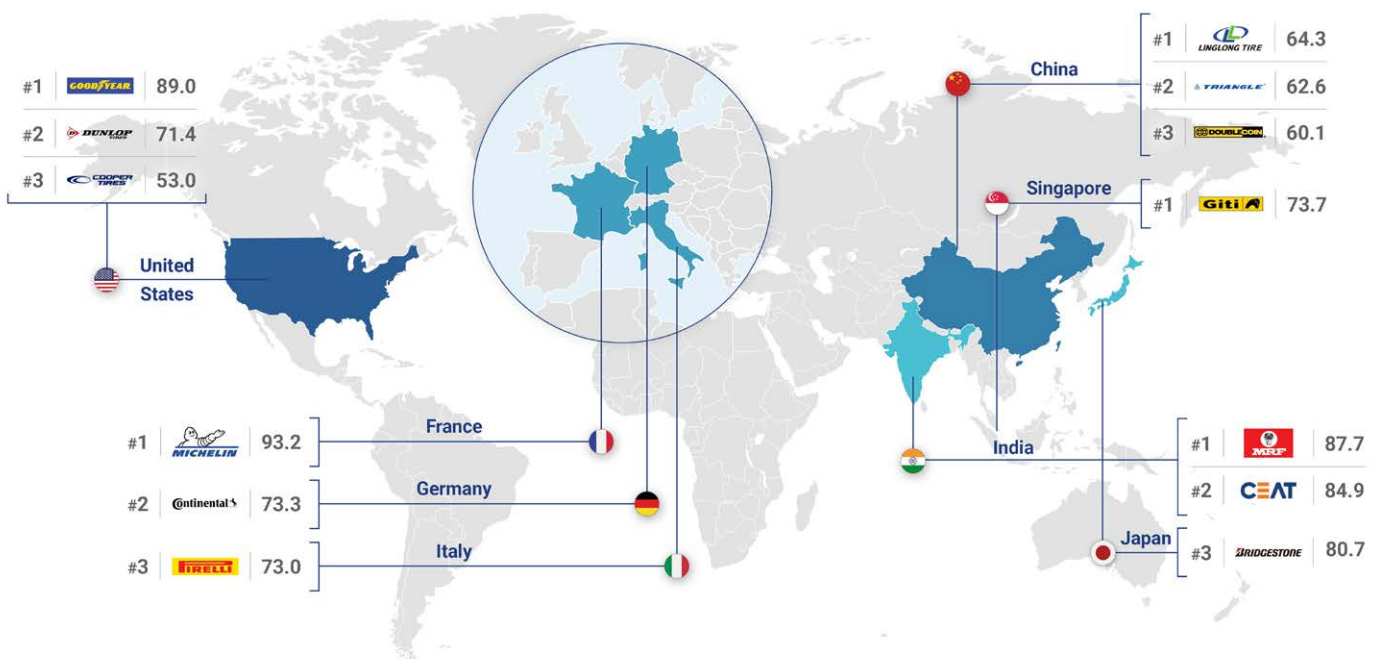 #1 GOODYEAR 89.0
#2 DUNLOP TIRES 71.4
#3 COOPER TIRES 53.0
United
States
China
#1 LINGLONG TIRE 64.3
#2 TRIANGLE 62.6
#3 DOUBLECOIN 60.1
Singapore
#1 Giti 73.7
France
#1 MICHELIN 93.2
Germany
#2 Continental 73.3
Italy
#3 PIRELLI 73.0
India
#1 MRF 87.7
#2 CEAT 84.9
Japan
#3 BRIDGESTONE 80.7